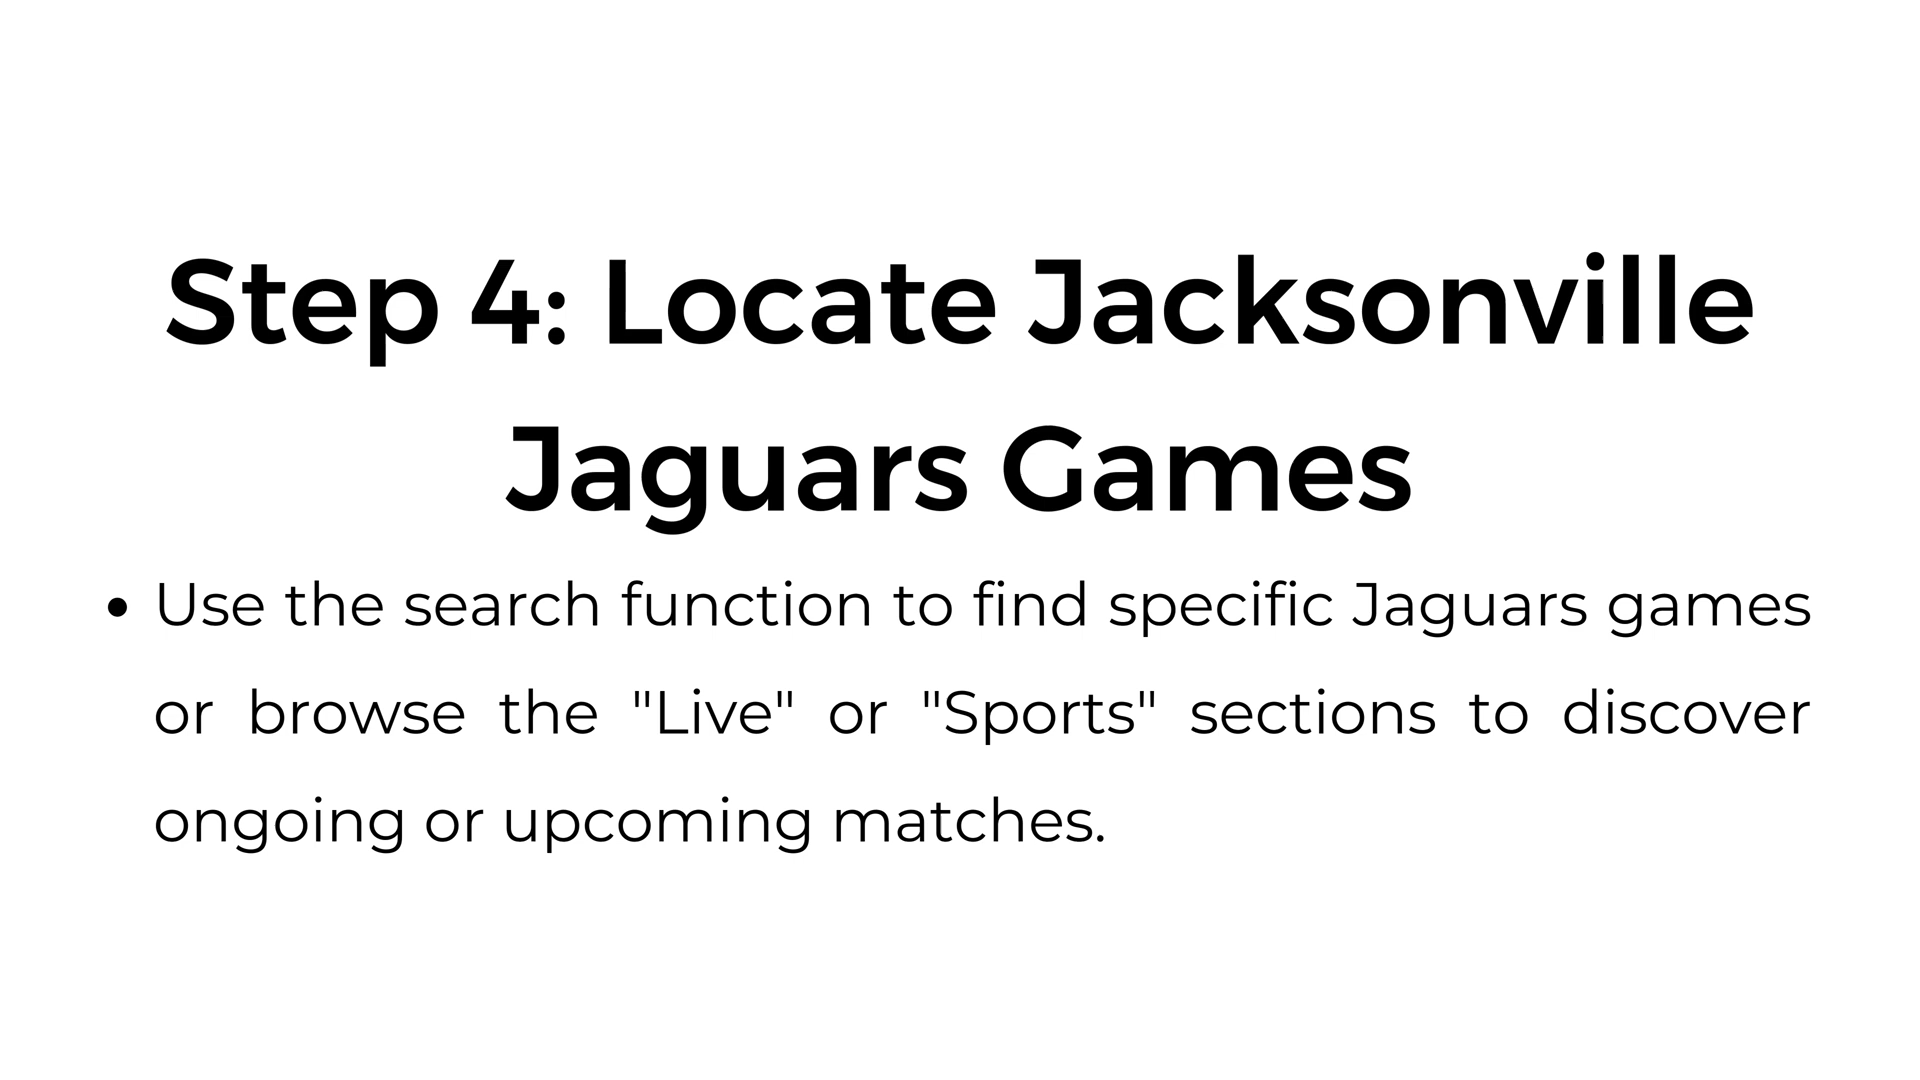 Step 4: Locate Jacksonville
Jaguars Games
• Use the search function to find specific Jaguars games
or browse the "Live" or "Sports" sections to discover
ongoing or upcoming matches.